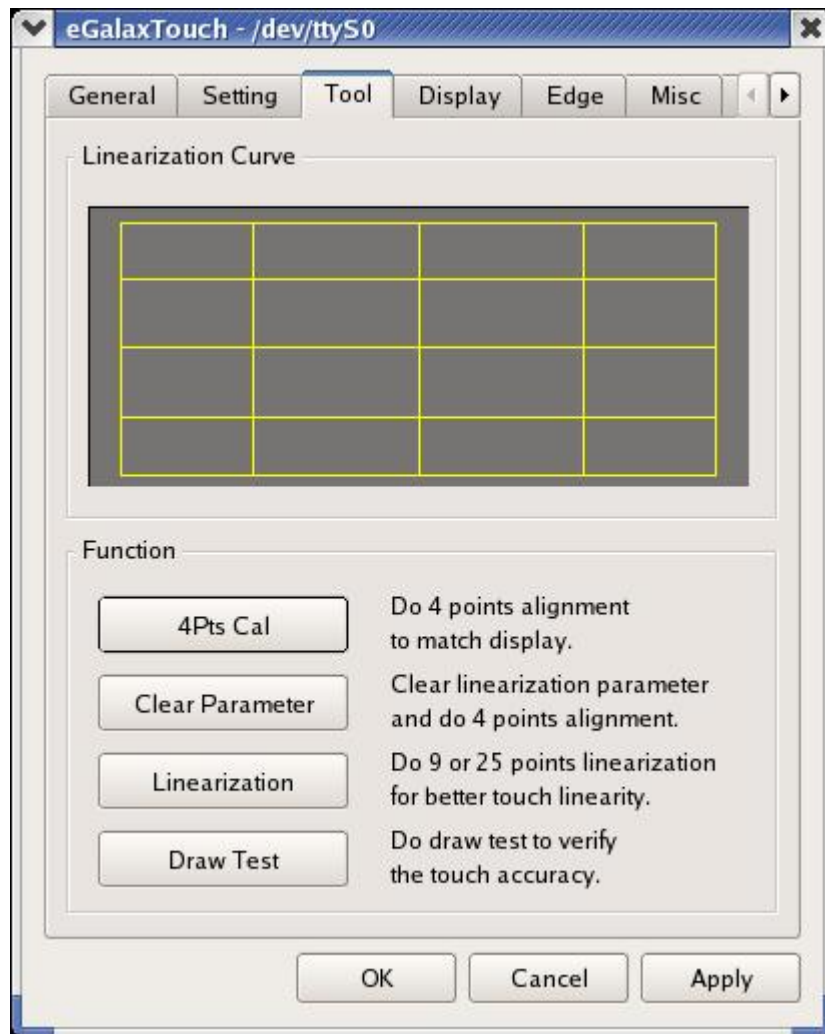 eGalaxTouch - /dev/ttyS0
General Setting Tool Display Edge Misc
Linearization Curve
Function
4Pts Cal
Do 4 points alignment
to match display.
Clear Parameter
Clear linearization parameter
and do 4 points alignment.
Linearization
Do 9 or 25 points linearization
for better touch linearity.
Draw Test
Do draw test to verify
the touch accuracy.
OK Cancel Apply